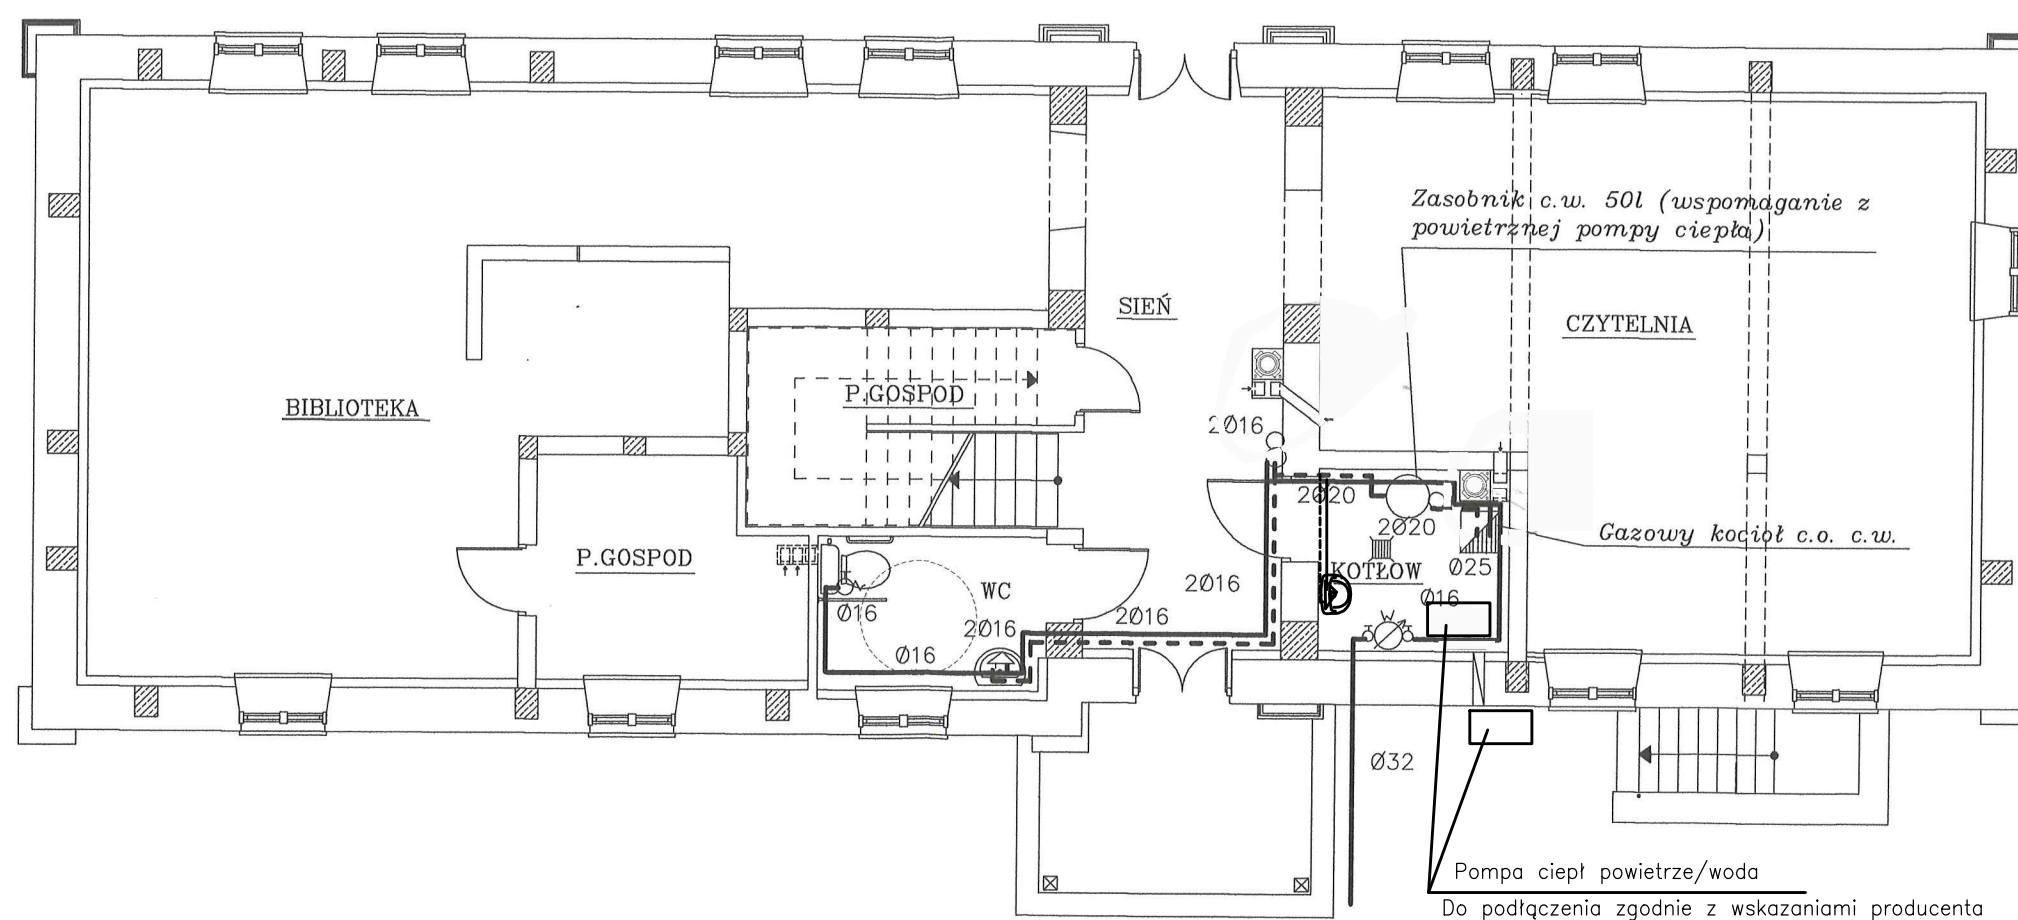 Zasobnik c.w. 50l (wspomaganie z
powietrznej pompy ciepła)
SIEŃ
CZYTELNIA
BIBLIOTEKA
P.GOSPOD
2Ø16
2Ø20
2Ø20
Gazowy kocioł c.o. c.w.
P.GOSPOD
Ø25
KOTŁOW
WC
2Ø16
Ø16
Ø16
2Ø16
2Ø16
W
Ø16
Ø32
Pompa ciepł powietrze/woda
Do podłączenia zgodnie z wskazaniami producenta